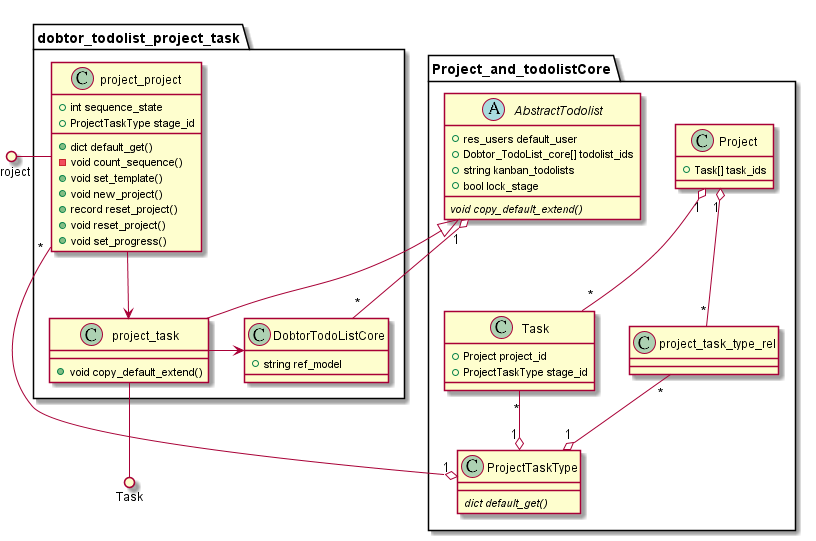 dobtor_todolist_project_task
C project_project
int sequence_state
ProjectTaskType stage_id
dict default_get()
void count_sequence()
void set_template()
void new_project()
record reset_project()
void reset_project()
void set_progress()
roject
*
C project_task
void copy_default_extend()
C DobtorTodoListCore
string ref_model
Task
Project_and_todolistCore
A AbstractTodolist
res_users default_user
Dobtor_TodoList_core[] todolist_ids
string kanban_todolists
bool lock_stage
void copy_default_extend()
C Project
Task[] task_ids
1
1
1
*
*
*
C Task
Project project_id
ProjectTaskType stage_id
C project_task_type_rel
*
*
1
1
1
C ProjectTaskType
dict default_get()